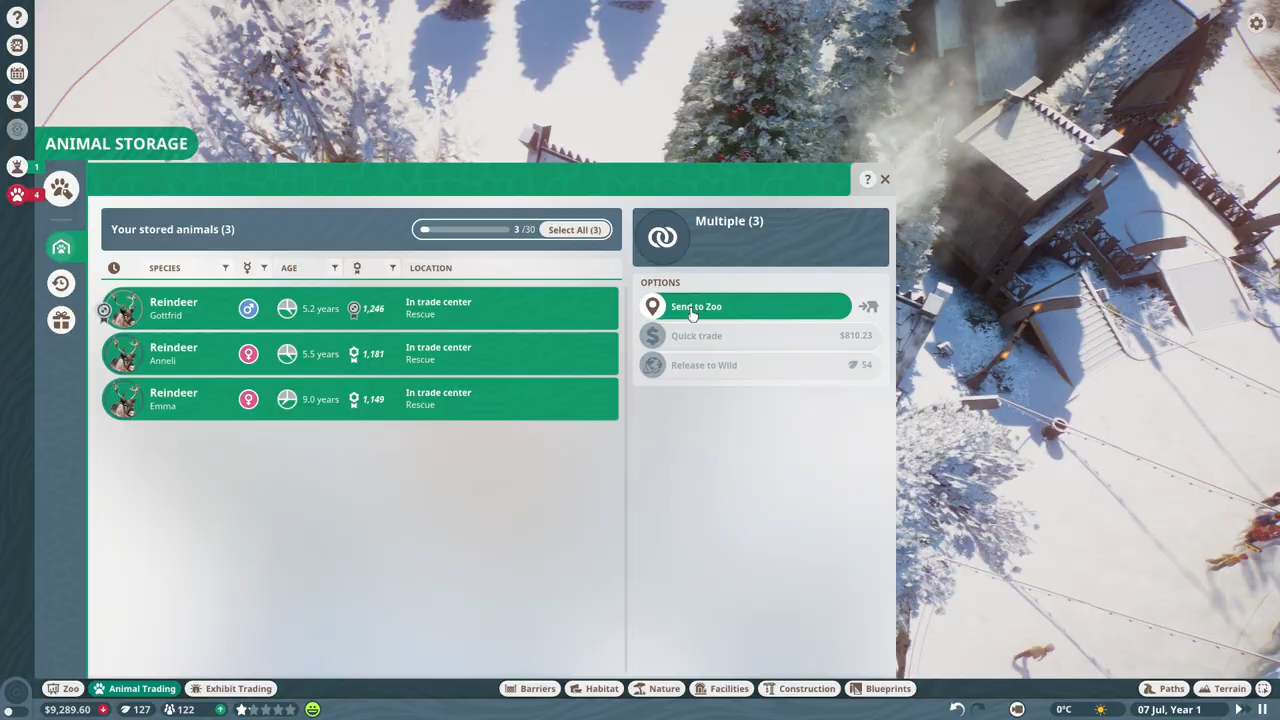 ANIMAL STORAGE
1
4
Your stored animals (3)
3 /30
Select All (3)
SPECIES
AGE
LOCATION
Reindeer
Gottfrid
5.2 years
1,246
In trade center
Rescue
Reindeer
Anneli
5.5 years
1,181
In trade center
Rescue
Reindeer
Emma
9.0 years
1,149
In trade center
Rescue
?
Multiple (3)
OPTIONS
Send to Zoo
Quick trade
$810.23
Release to Wild
54
Zoo
Animal Trading
Exhibit Trading
Barriers
Habitat
Nature
Facilities
Construction
Blueprints
Paths
Terrain
$9,289.60
127
122
0°C
07 Jul, Year 1